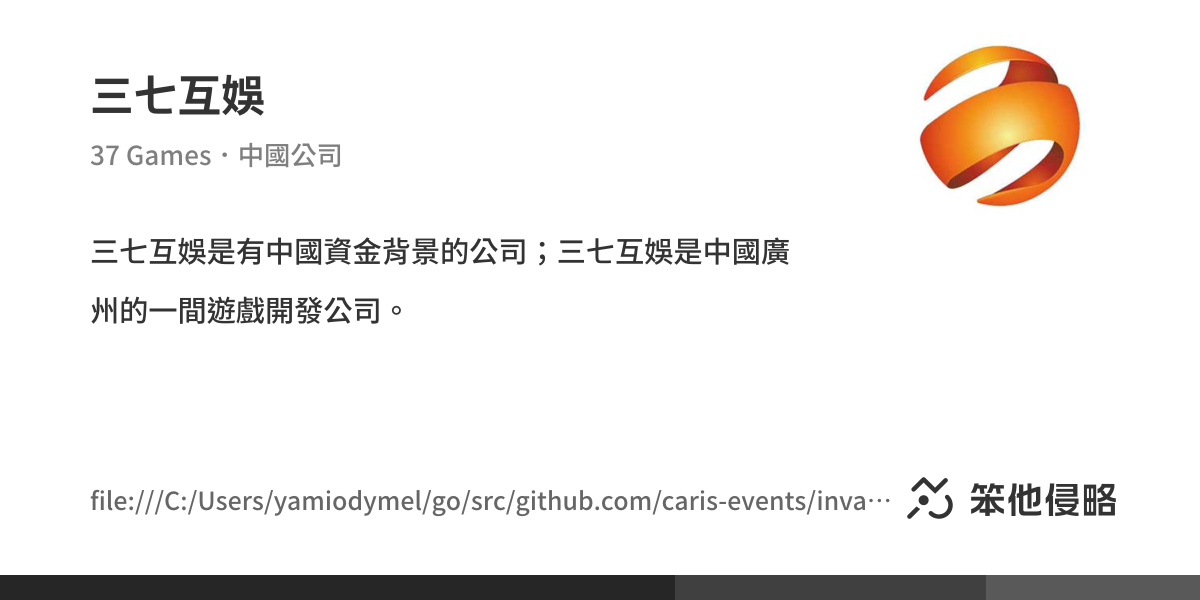 三七互娛
37 Games・中國公司
三七互娛是有中國資金背景的公司；三七互娛是中國廣
州的一間遊戲開發公司。
file:///C:/Users/yamiodymel/go/src/github.com/caris-events/inva…
笨他侵略